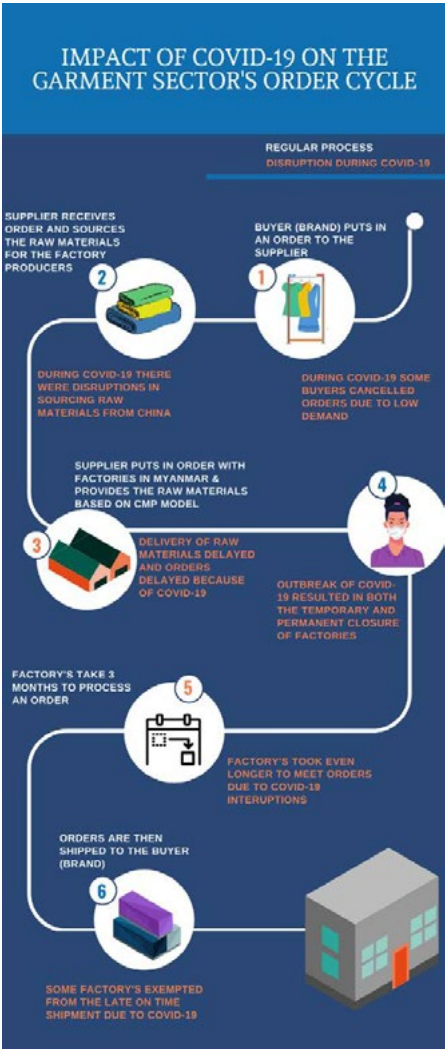 IMPACT OF COVID-19 ON THE
GARMENT SECTOR'S ORDER CYCLE
REGULAR PROCESS
DISRUPTION DURING COVID-19
BUYER (BRAND) PUTS IN
AN ORDER TO THE
SUPPLIER
1
DURING COVID-19 SOME
BUYERS CANCELLED
ORDERS DUE TO LOW
DEMAND
SUPPLIER RECEIVES
ORDER AND SOURCES
THE RAW MATERIALS
FOR THE FACTORY
PRODUCERS
2
DURING COVID-19 THERE
WERE DISRUPTIONS IN
SOURCING RAW
MATERIALS FROM CHINA
SUPPLIER PUTS IN ORDER WITH
FACTORIES IN MYANMAR &
PROVIDES THE RAW MATERIALS
BASED ON CMP MODEL
3
DELIVERY OF RAW
MATERIALS DELAYED
AND ORDERS
DELAYED BECAUSE
OF COVID-19
4
OUTBREAK OF COVID-
19 RESULTED IN BOTH
THE TEMPORARY AND
PERMANENT CLOSURE
OF FACTORIES
FACTORY'S TAKE 3
MONTHS TO PROCESS
AN ORDER
5
FACTORY'S TOOK EVEN
LONGER TO MEET ORDERS
DUE TO COVID-19
INTERUPTIONS
ORDERS ARE THEN
SHIPPED TO THE BUYER
(BRAND)
6
SOME FACTORY'S EXEMPTED
FROM THE LATE ON TIME
SHIPMENT DUE TO COVID-19